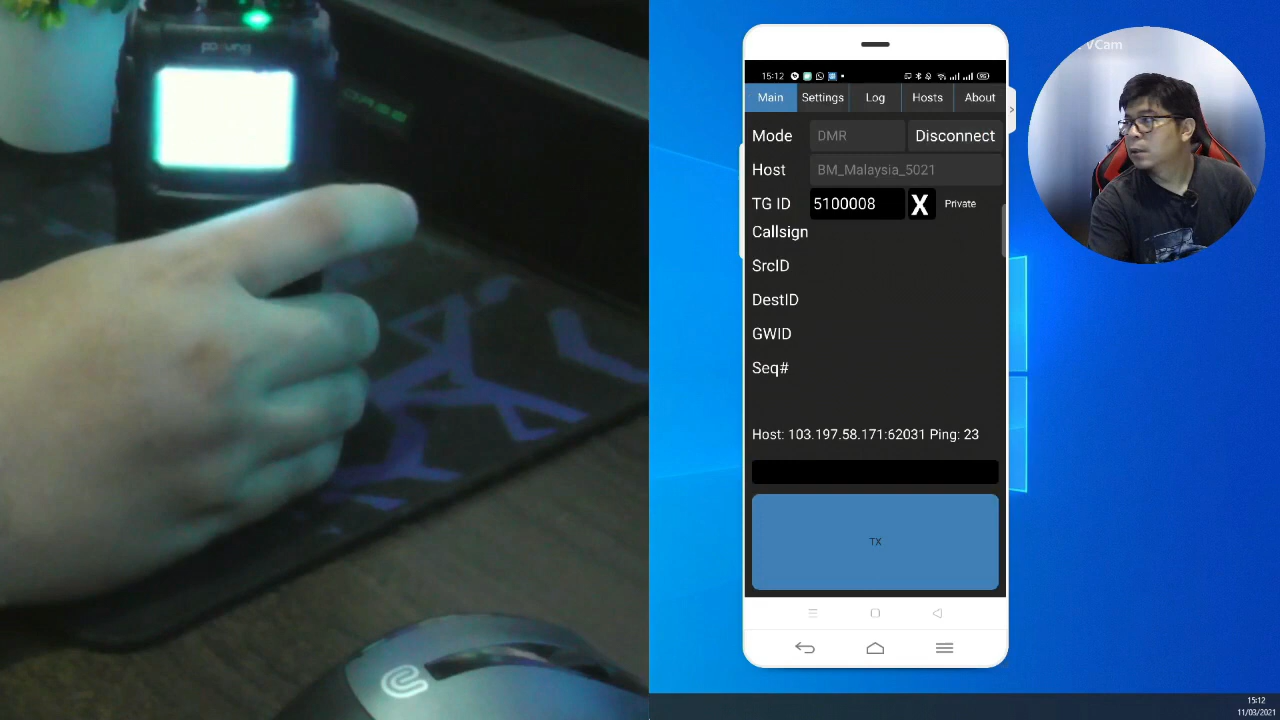 VCam
15:12
Main Settings Log Hosts About
Mode DMR Disconnect
Host BM_Malaysia_5021
TG ID 5100008 X Private
Callsign
SrcID
DestID
GWID
Seq#
Host: 103.197.58.171:62031 Ping: 23
TX
15:12
11/03/2021